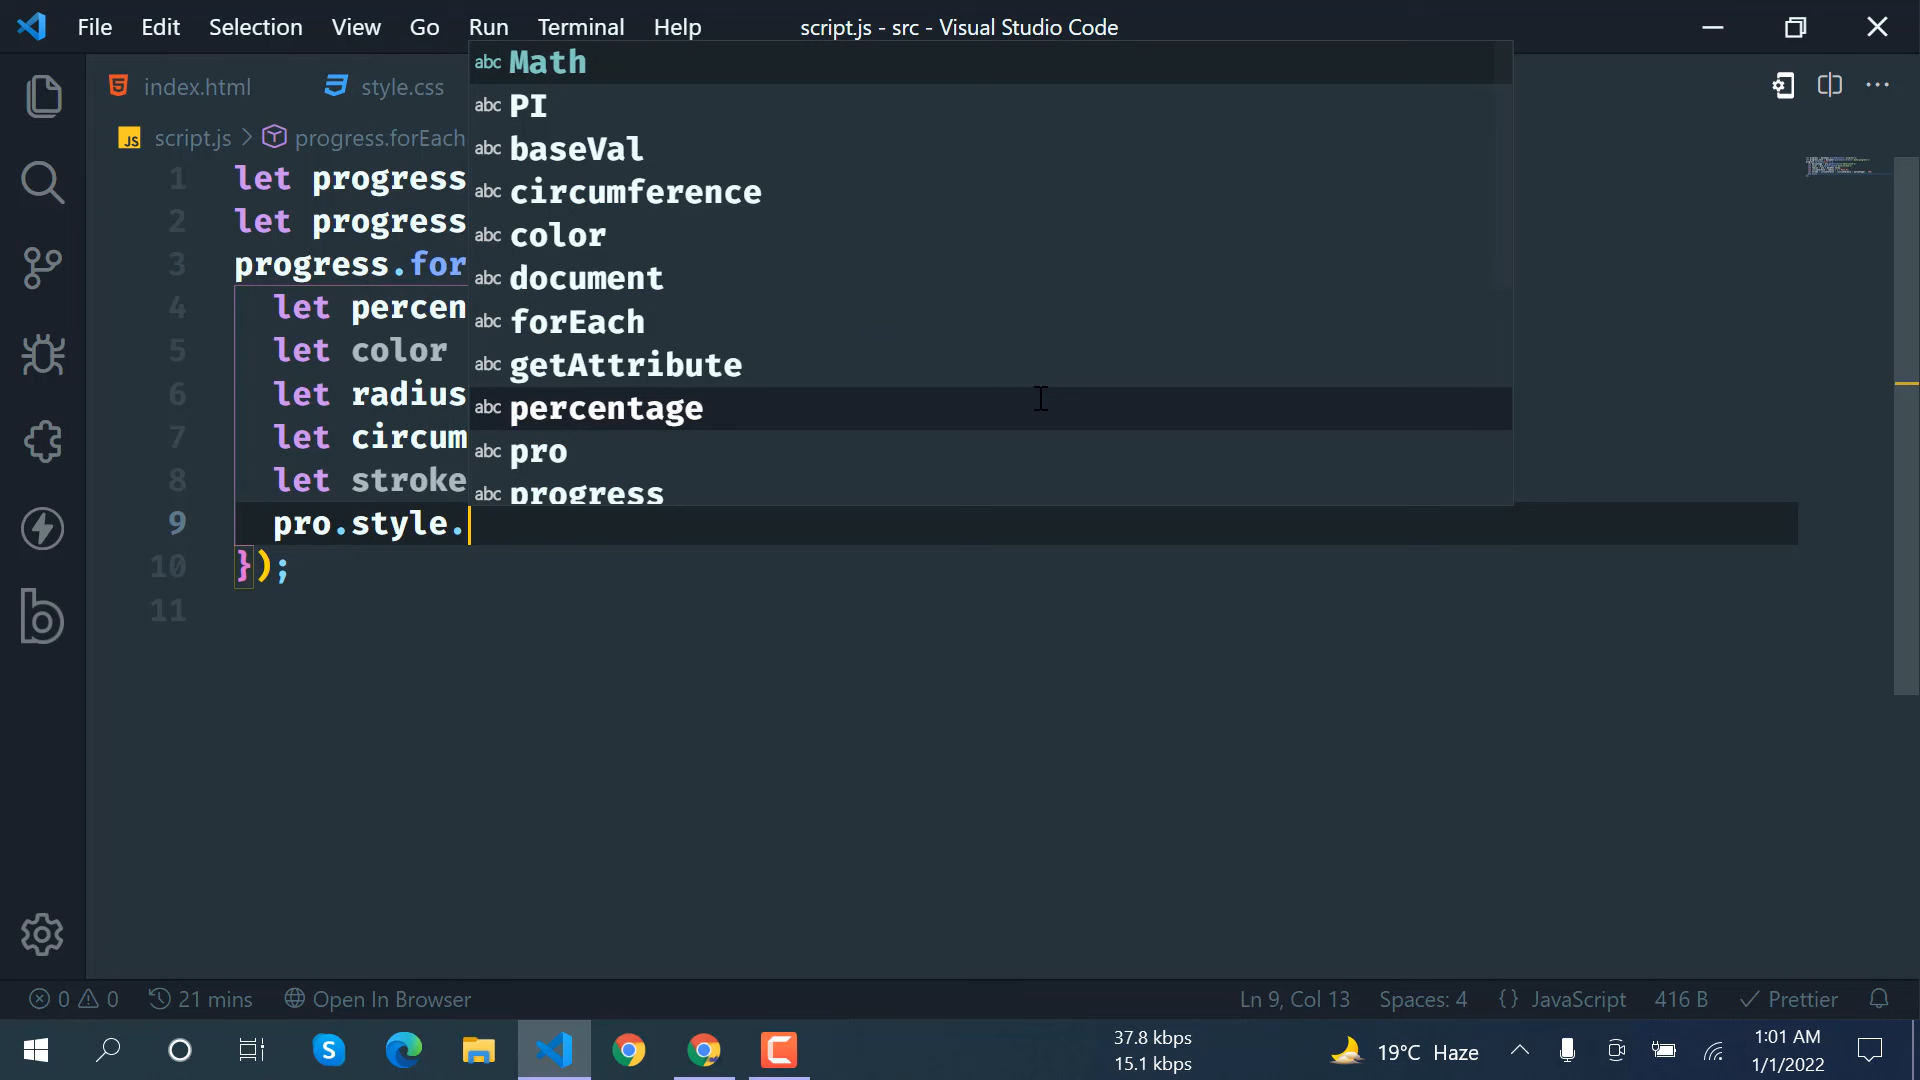 File Edit Selection View Go Run Terminal Help script.js - src - Visual Studio Code
index.html style.css
JS script.js > progress.forEach
1 let progress
2 let progress
3 progress.for
4 let percen
5 let color
6 let radius
7 let circum
8 let stroke
9 pro.style.
10 });
11
abc Math
abc PI
abc baseVal
abc circumference
abc color
abc document
abc forEach
abc getAttribute
abc percentage
abc pro
abc progress
0 0 21 mins Open In Browser Ln 9, Col 13 Spaces: 4 {} JavaScript 416 B Prettier
37.8 kbps
15.1 kbps
19°C Haze
1:01 AM
1/1/2022